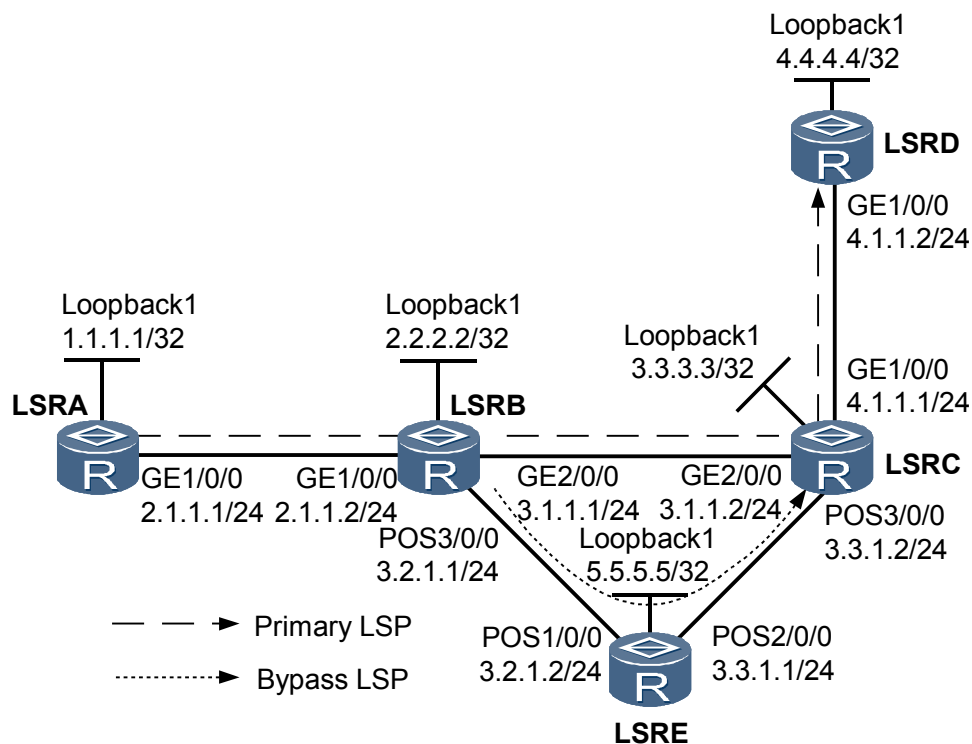 Loopback1
4.4.4.4/32
LSRD
R
GE1/0/0
4.1.1.2/24
Loopback1
1.1.1.1/32
Loopback1
2.2.2.2/32
Loopback1
3.3.3.3/32
GE1/0/0
4.1.1.1/24
LSRA
LSRB
LSRC
R
R
R
GE1/0/0
2.1.1.1/24
GE1/0/0
2.1.1.2/24
GE2/0/0
3.1.1.1/24
GE2/0/0
3.1.1.2/24
POS3/0/0
3.3.1.2/24
POS3/0/0
3.2.1.1/24
Loopback1
5.5.5.5/32
Primary LSP
Bypass LSP
POS1/0/0
3.2.1.2/24
POS2/0/0
3.3.1.1/24
R
LSRE